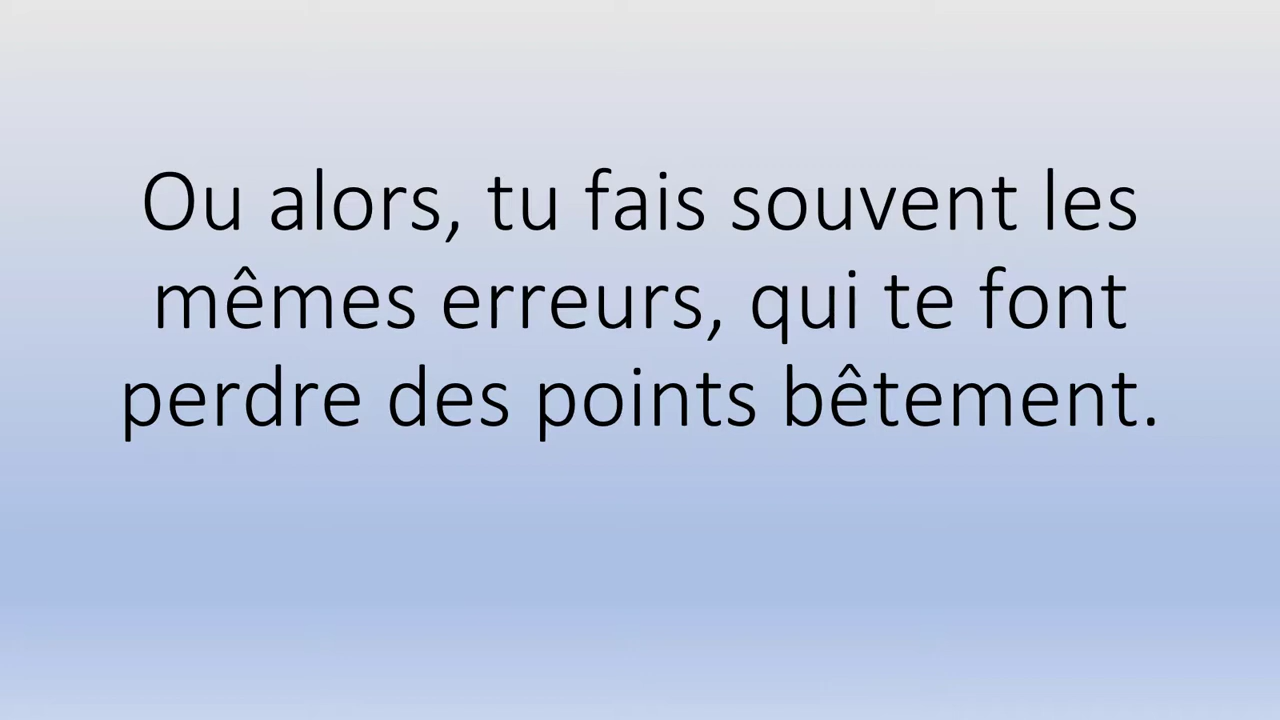 Ou alors, tu fais souvent les
mêmes erreurs, qui te font
perdre des points bêtement.